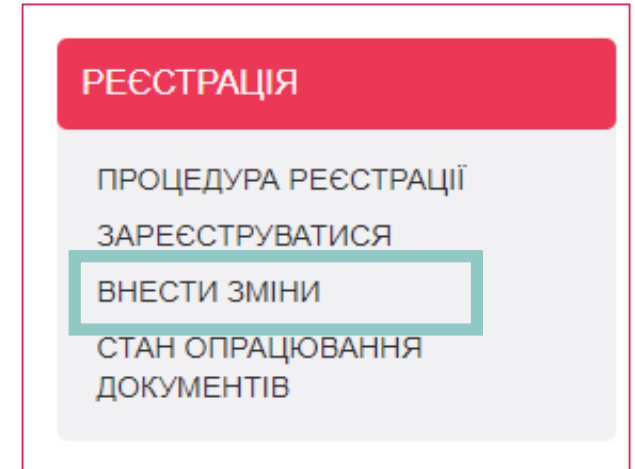 РЕЄСТРАЦІЯ
ПРОЦЕДУРА РЕЄСТРАЦІЇ
ЗАРЕЄСТРУВАТИСЯ
ВНЕСТИ ЗМІНИ
СТАН ОПРАЦЮВАННЯ
ДОКУМЕНТІВ